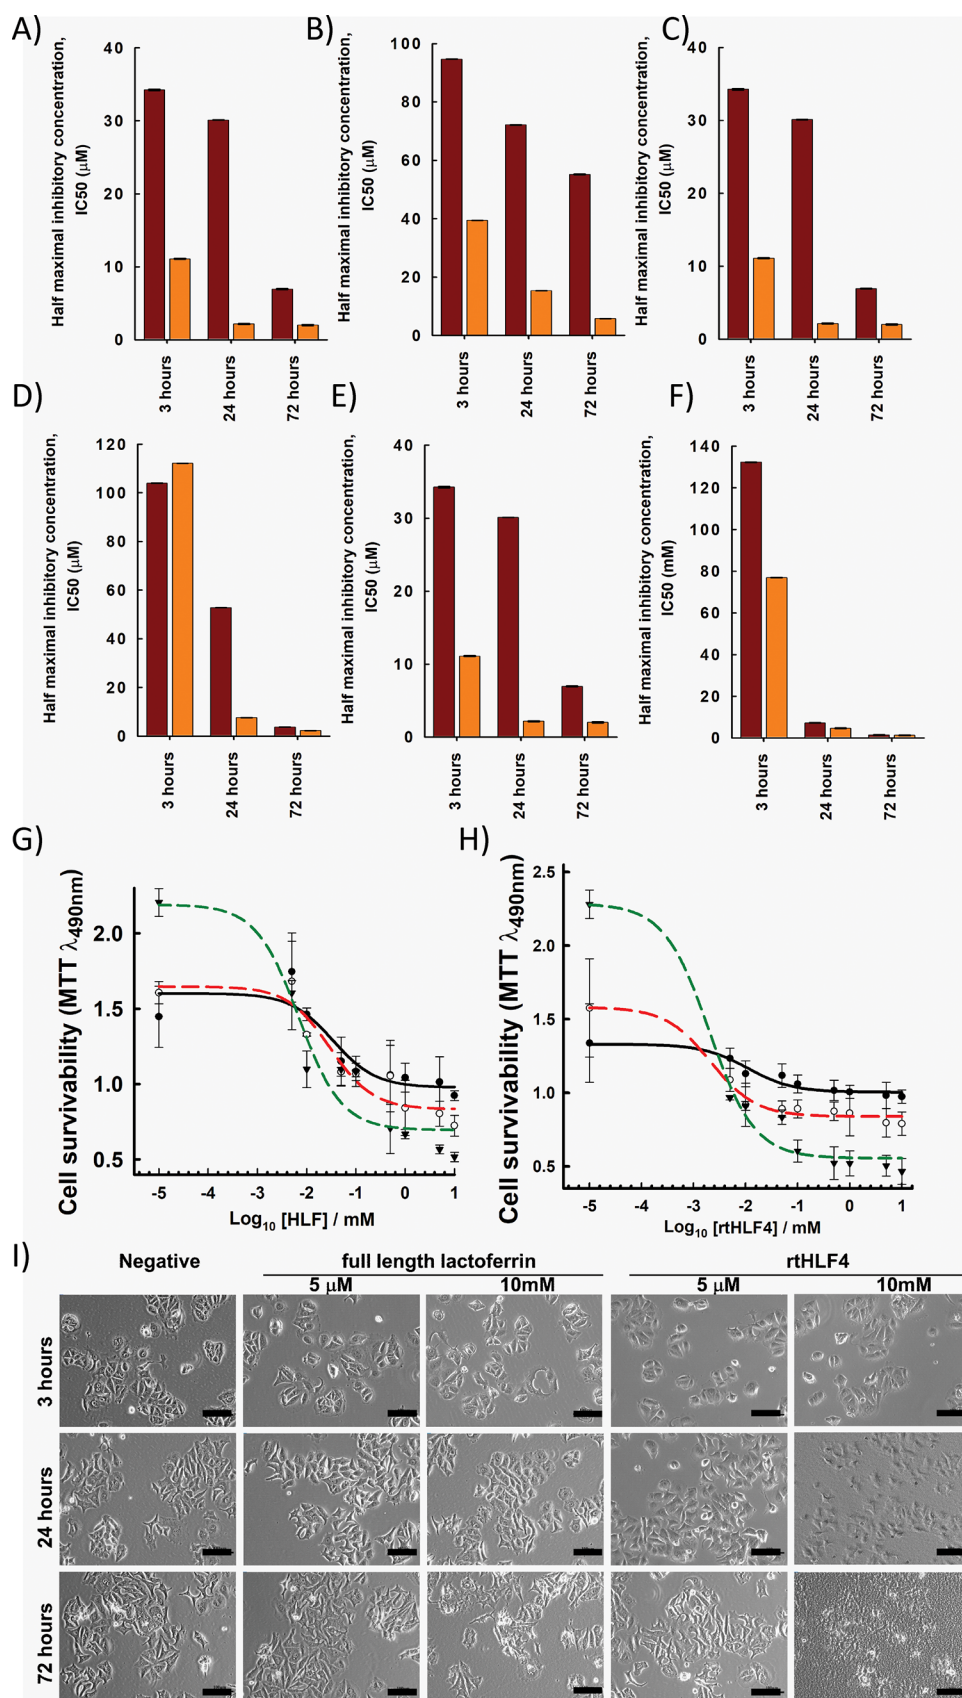 A)
Half maximal inhibitory concentration,
IC50 (μM)
40
30
20
10
0
3 hours
24 hours
72 hours
B)
Half maximal inhibitory concentration,
IC50 (μM)
100
80
60
40
20
0
3 hours
24 hours
72 hours
C)
Half maximal inhibitory concentration,
IC50 (μM)
40
30
20
10
0
3 hours
24 hours
72 hours
D)
Half maximal inhibitory concentration,
IC50 (μM)
120
100
80
60
40
20
0
3 hours
24 hours
72 hours
E)
Half maximal inhibitory concentration,
IC50 (μM)
40
30
20
10
0
3 hours
24 hours
72 hours
F)
Half maximal inhibitory concentration,
IC50 (mM)
140
120
100
80
60
40
20
0
3 hours
24 hours
72 hours
G)
Cell survivability (MTT λ490nm)
2.0
1.5
1.0
0.5
-5 -4 -3 -2 -1 0 1
Log10 [HLF] / mM
H)
Cell survivability (MTT λ490nm)
2.5
2.0
1.5
1.0
0.5
-5 -4 -3 -2 -1 0 1
Log10 [rtHLF4] / mM
I)
Negative full length lactoferrin rtHLF4
5 μM 10mM 5 μM 10mM
3 hours
24 hours
72 hours